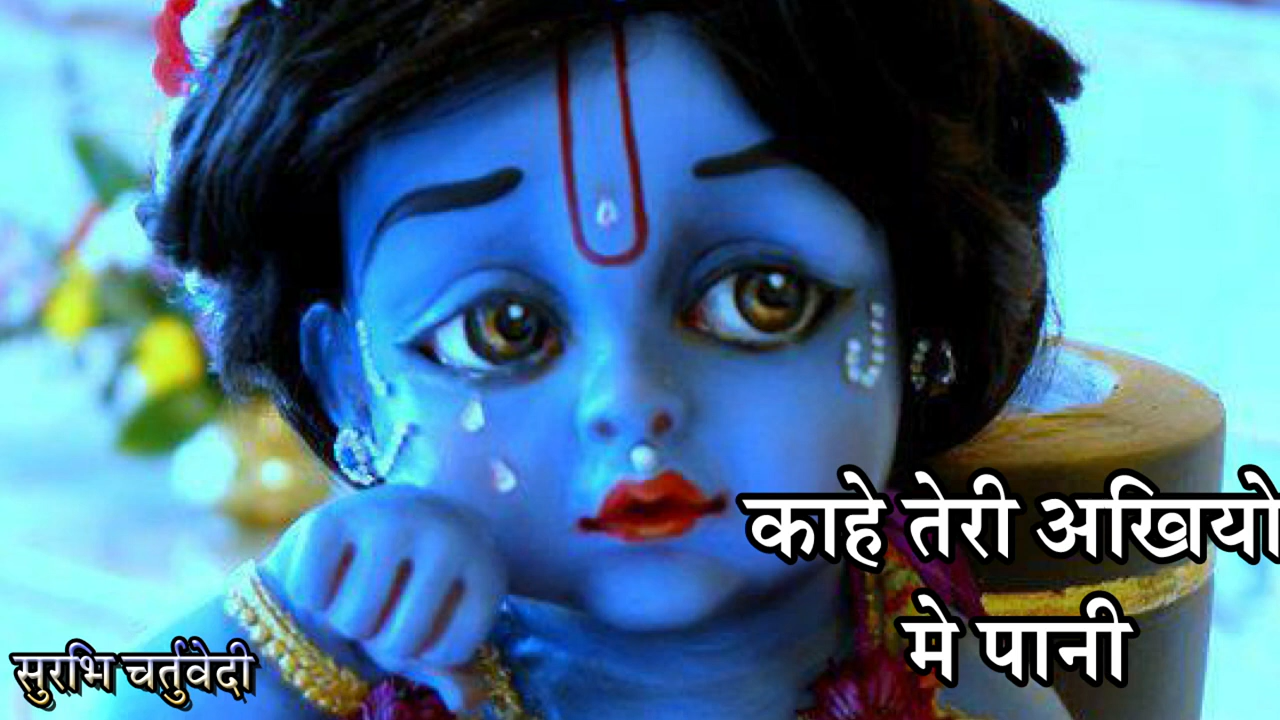 काहे तेरी अखियो
मे पानी
सुरभि चर्तुवेदी